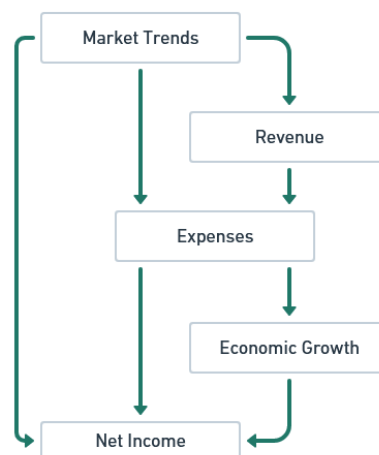 Market Trends
Revenue
Expenses
Economic Growth
Net Income